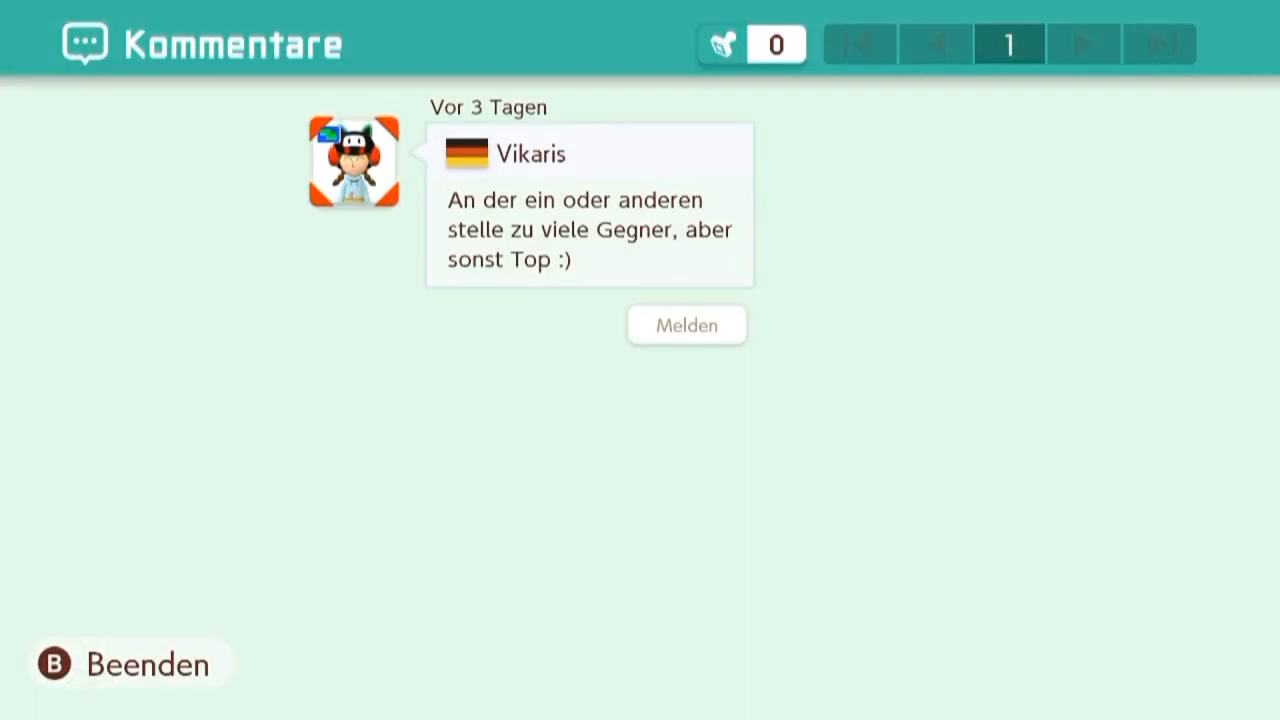 Kommentare
0
1
Vor 3 Tagen
Vikaris
An der ein oder anderen
stelle zu viele Gegner, aber
sonst Top :)
Melden
B Beenden